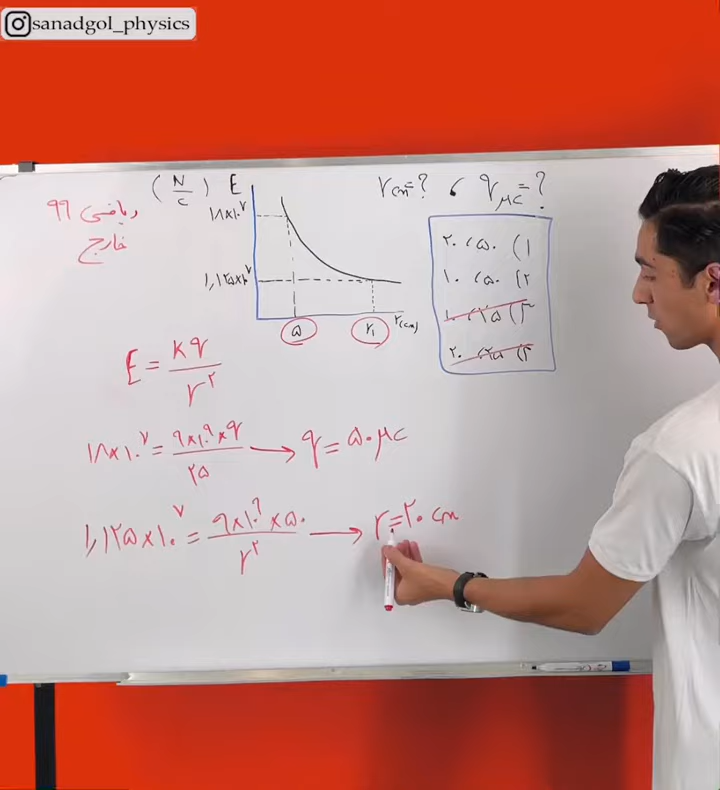 sanadgol_physics
ریاضی ۹۹
خارج
(N/C) E
۱۸×۱۰^۷
۱,۱۲۵×۱۰^۷
۵
r₁
r(cm)
r cm=? , q μC=?
۱) ۵۰، ۲۰
۲) ۵۰، ۱۰
۳) ۲۵، ۱۰
۴) ۲۵، ۲۰
E = kq/r^۲
۱۸×۱۰^۷ = ۹×۱۰^۹×q/۲۵ → q = ۵۰ μC
۱,۱۲۵×۱۰^۷ = ۹×۱۰^۹×۵۰/r^۲ → r = ۲۰ cm